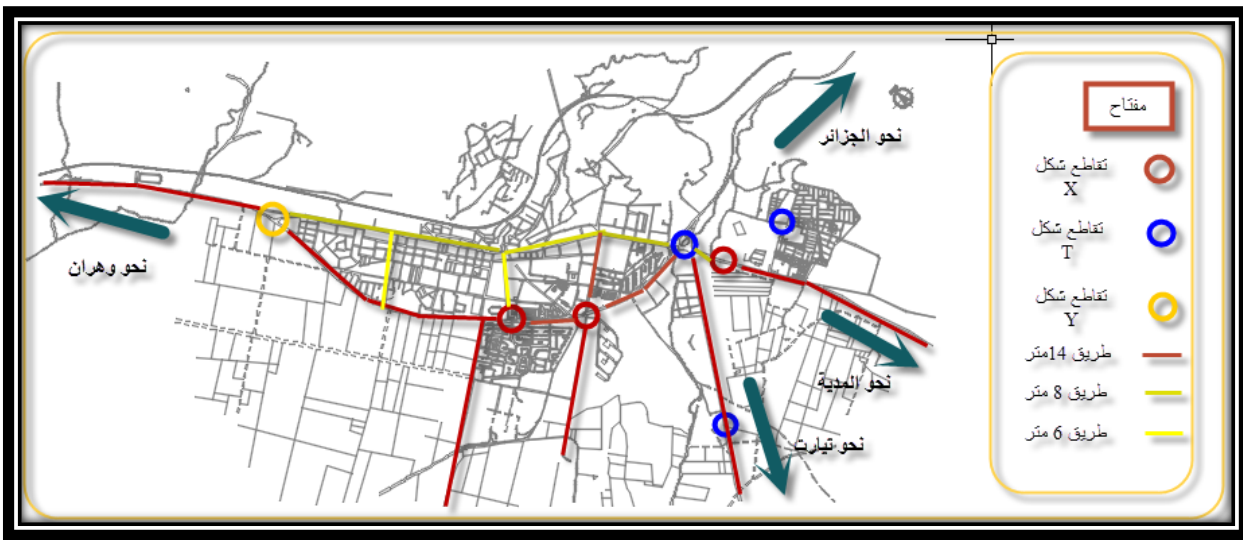 مفتاح
تقاطع شكل
X
تقاطع شكل
T
تقاطع شكل
Y
طريق 14متر
طريق 8 متر
طريق 6 متر
نحو الجزائر
نحو وهران
نحو المدية
نحو تيارت